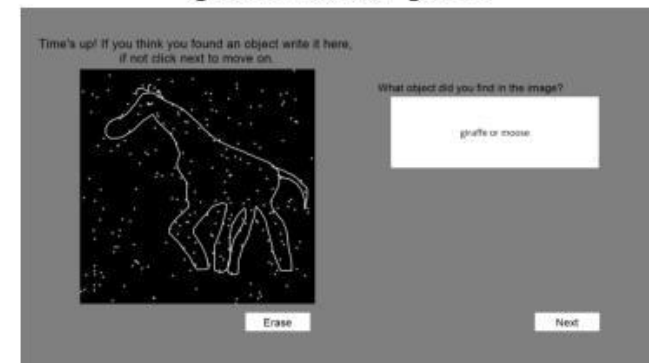 Time's up! If you think you found an object write it here,
if not click next to move on.
What object did you find in the image?
giraffe or moose
Erase
Next